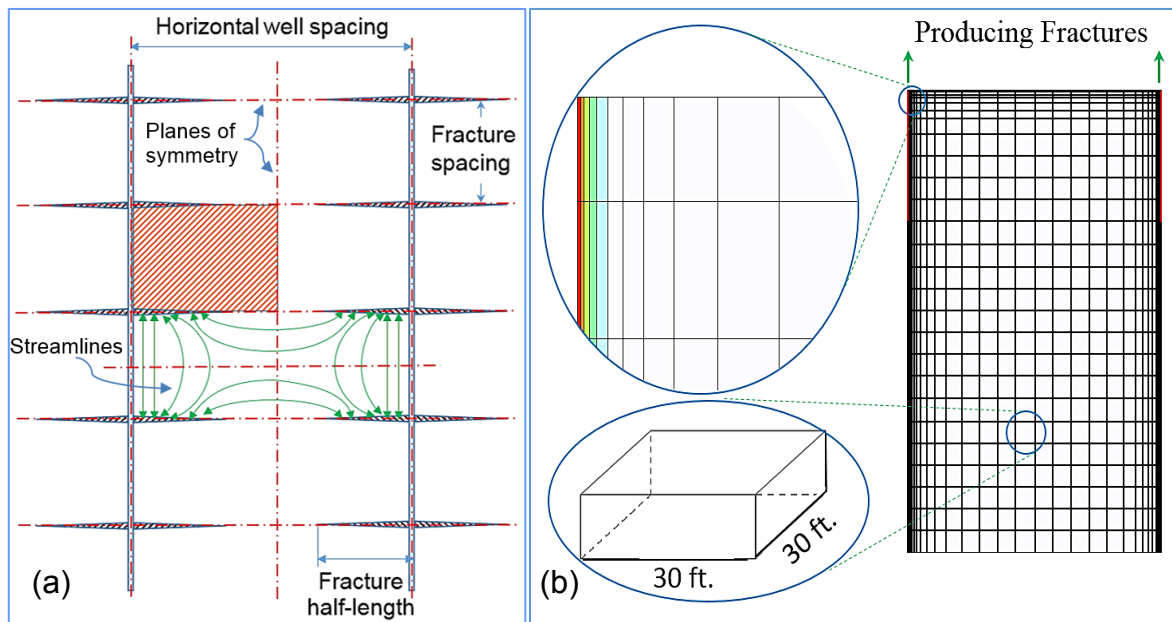 Horizontal well spacing
Planes of
symmetry
Fracture
spacing
Streamlines
Fracture
half-length
(a)
Producing Fractures
30 ft.
30 ft.
(b)